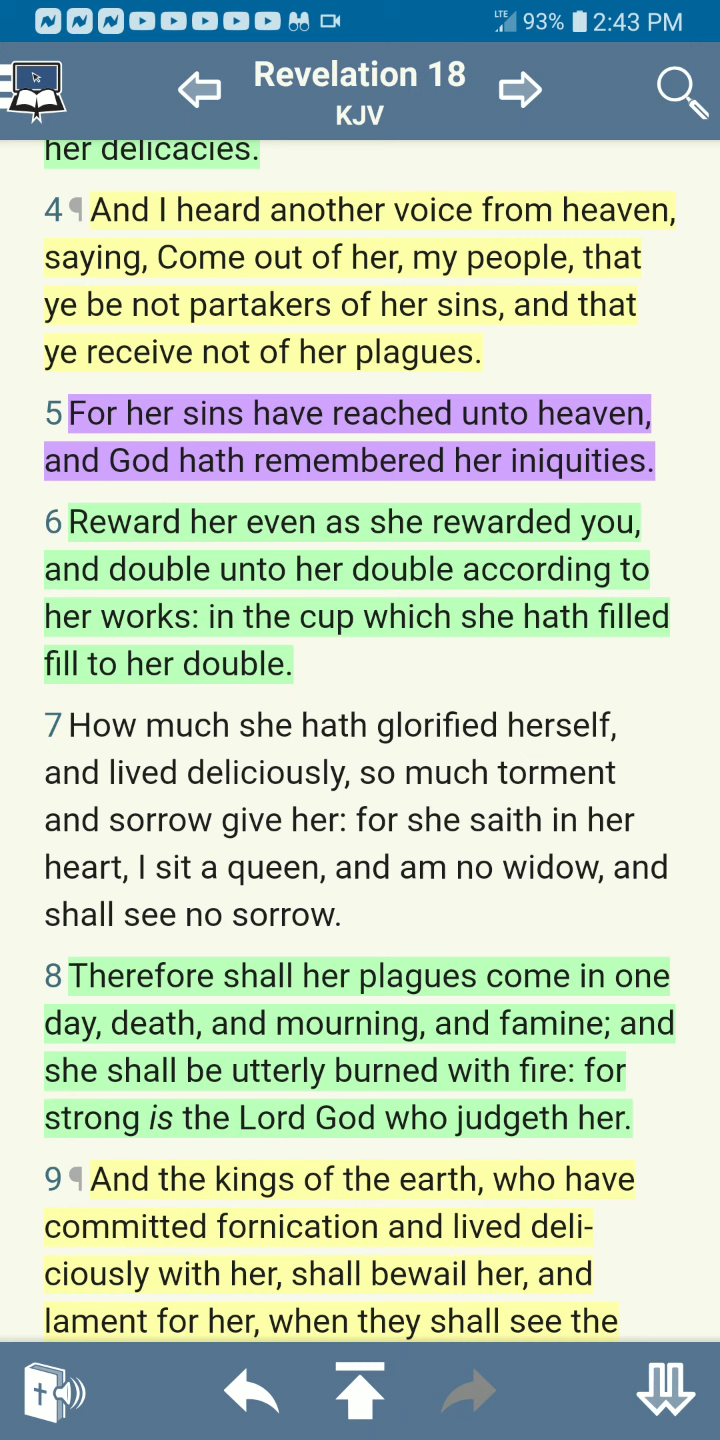 LTE 93% 2:43 PM
Revelation 18
KJV
her delicacies.
4 ¶ And I heard another voice from heaven,
saying, Come out of her, my people, that
ye be not partakers of her sins, and that
ye receive not of her plagues.
5 For her sins have reached unto heaven,
and God hath remembered her iniquities.
6 Reward her even as she rewarded you,
and double unto her double according to
her works: in the cup which she hath filled
fill to her double.
7 How much she hath glorified herself,
and lived deliciously, so much torment
and sorrow give her: for she saith in her
heart, I sit a queen, and am no widow, and
shall see no sorrow.
8 Therefore shall her plagues come in one
day, death, and mourning, and famine; and
she shall be utterly burned with fire: for
strong is the Lord God who judgeth her.
9 ¶ And the kings of the earth, who have
committed fornication and lived deli-
ciously with her, shall bewail her, and
lament for her, when they shall see the